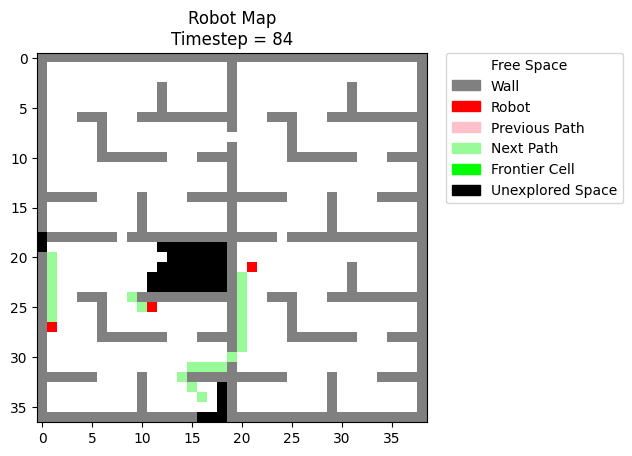 Robot Map
Timestep = 84
Free Space
Wall
Robot
Previous Path
Next Path
Frontier Cell
Unexplored Space
0
5
10
15
20
25
30
35
0
5
10
15
20
25
30
35